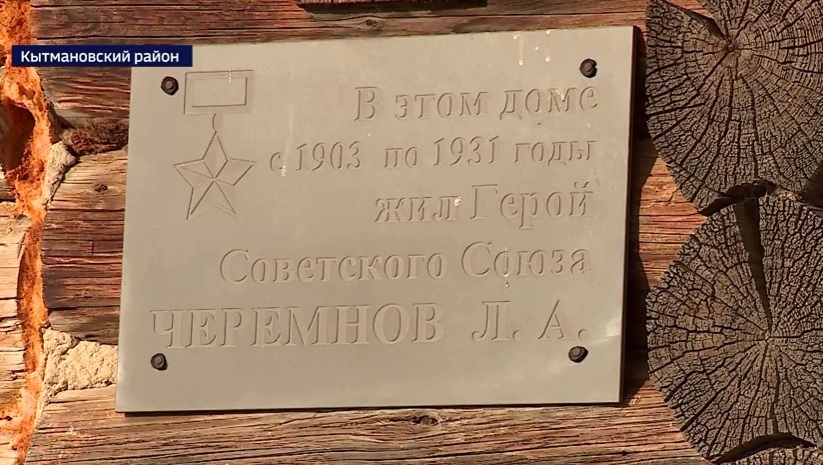 Кытмановский район
В этом доме
с 1903 по 1931 годы
жил Герой
Советского Союза
ЧЕРЕМНОВ Л. А.